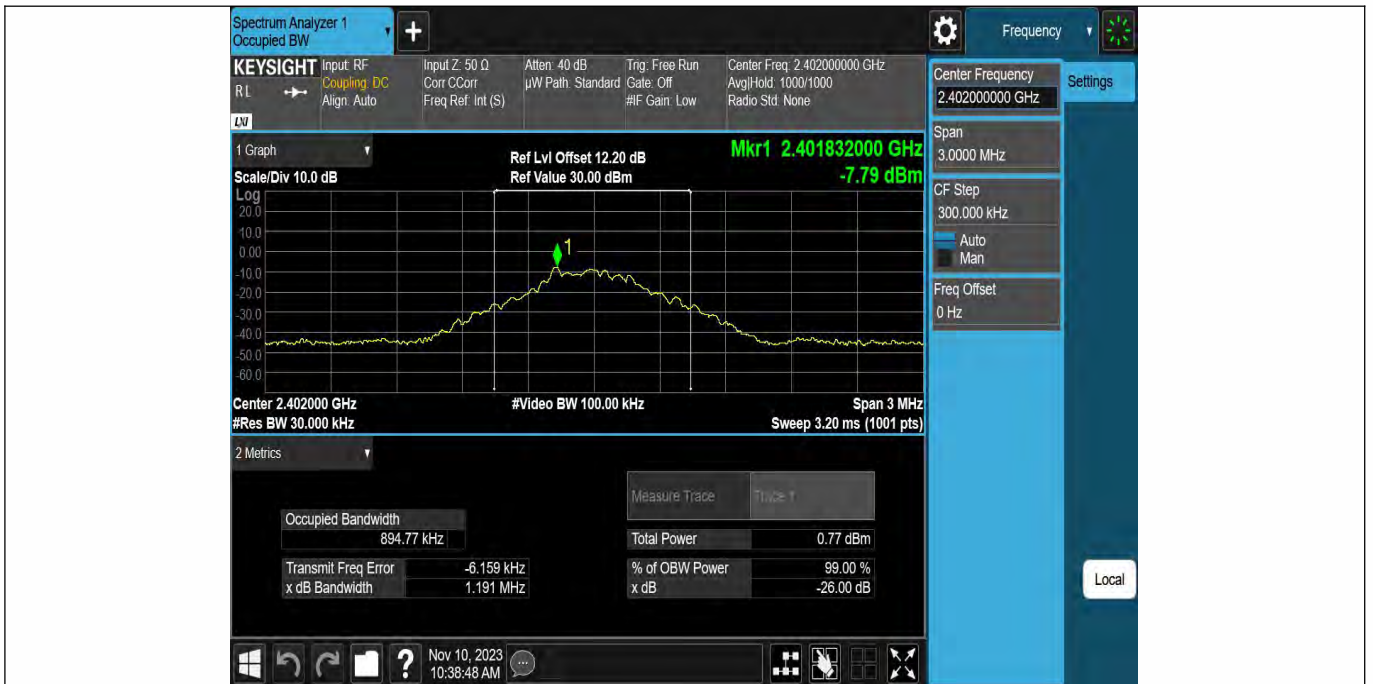 Spectrum Analyzer 1
Occupied BW
+
Frequency
KEYSIGHT
R L
LXI
Input: RF
Coupling: DC
Align: Auto
Input Z: 50 Ω
Corr CCorr
Freq Ref: Int (S)
Atten: 40 dB
µW Path: Standard
Trig: Free Run
Gate: Off
#IF Gain: Low
Center Freq: 2.402000000 GHz
Avg|Hold: 1000/1000
Radio Std: None
Center Frequency
2.402000000 GHz
Settings
Span
3.0000 MHz
CF Step
300.000 kHz
Auto
Man
Freq Offset
0 Hz
Local
1 Graph
Scale/Div 10.0 dB
Ref Lvl Offset 12.20 dB
Ref Value 30.00 dBm
Mkr1 2.401832000 GHz
-7.79 dBm
Log
20.0
10.0
0.00
-10.0
-20.0
-30.0
-40.0
-50.0
-60.0
1
Center 2.402000 GHz
#Video BW 100.00 kHz
Span 3 MHz
#Res BW 30.000 kHz
Sweep 3.20 ms (1001 pts)
2 Metrics
Measure Trace
Trace 1
Occupied Bandwidth
894.77 kHz
Total Power
0.77 dBm
Transmit Freq Error
-6.159 kHz
% of OBW Power
99.00 %
x dB Bandwidth
1.191 MHz
x dB
-26.00 dB
?
Nov 10, 2023
10:38:48 AM